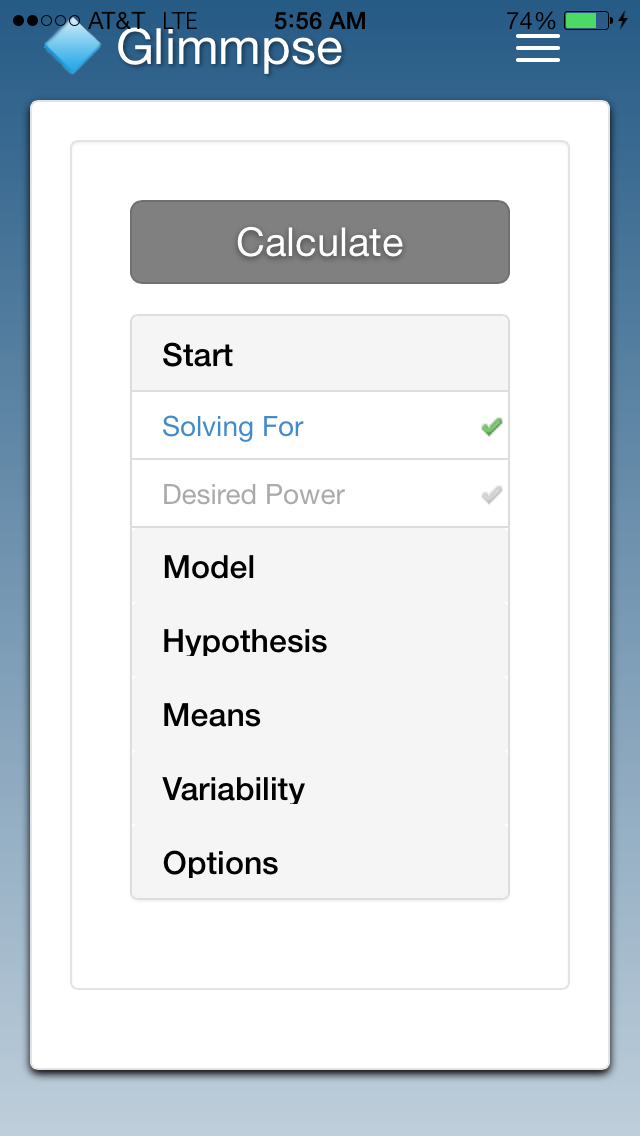 AT&T LTE 5:56 AM 74%
Glimmpse
Calculate
Start
Solving For
Desired Power
Model
Hypothesis
Means
Variability
Options